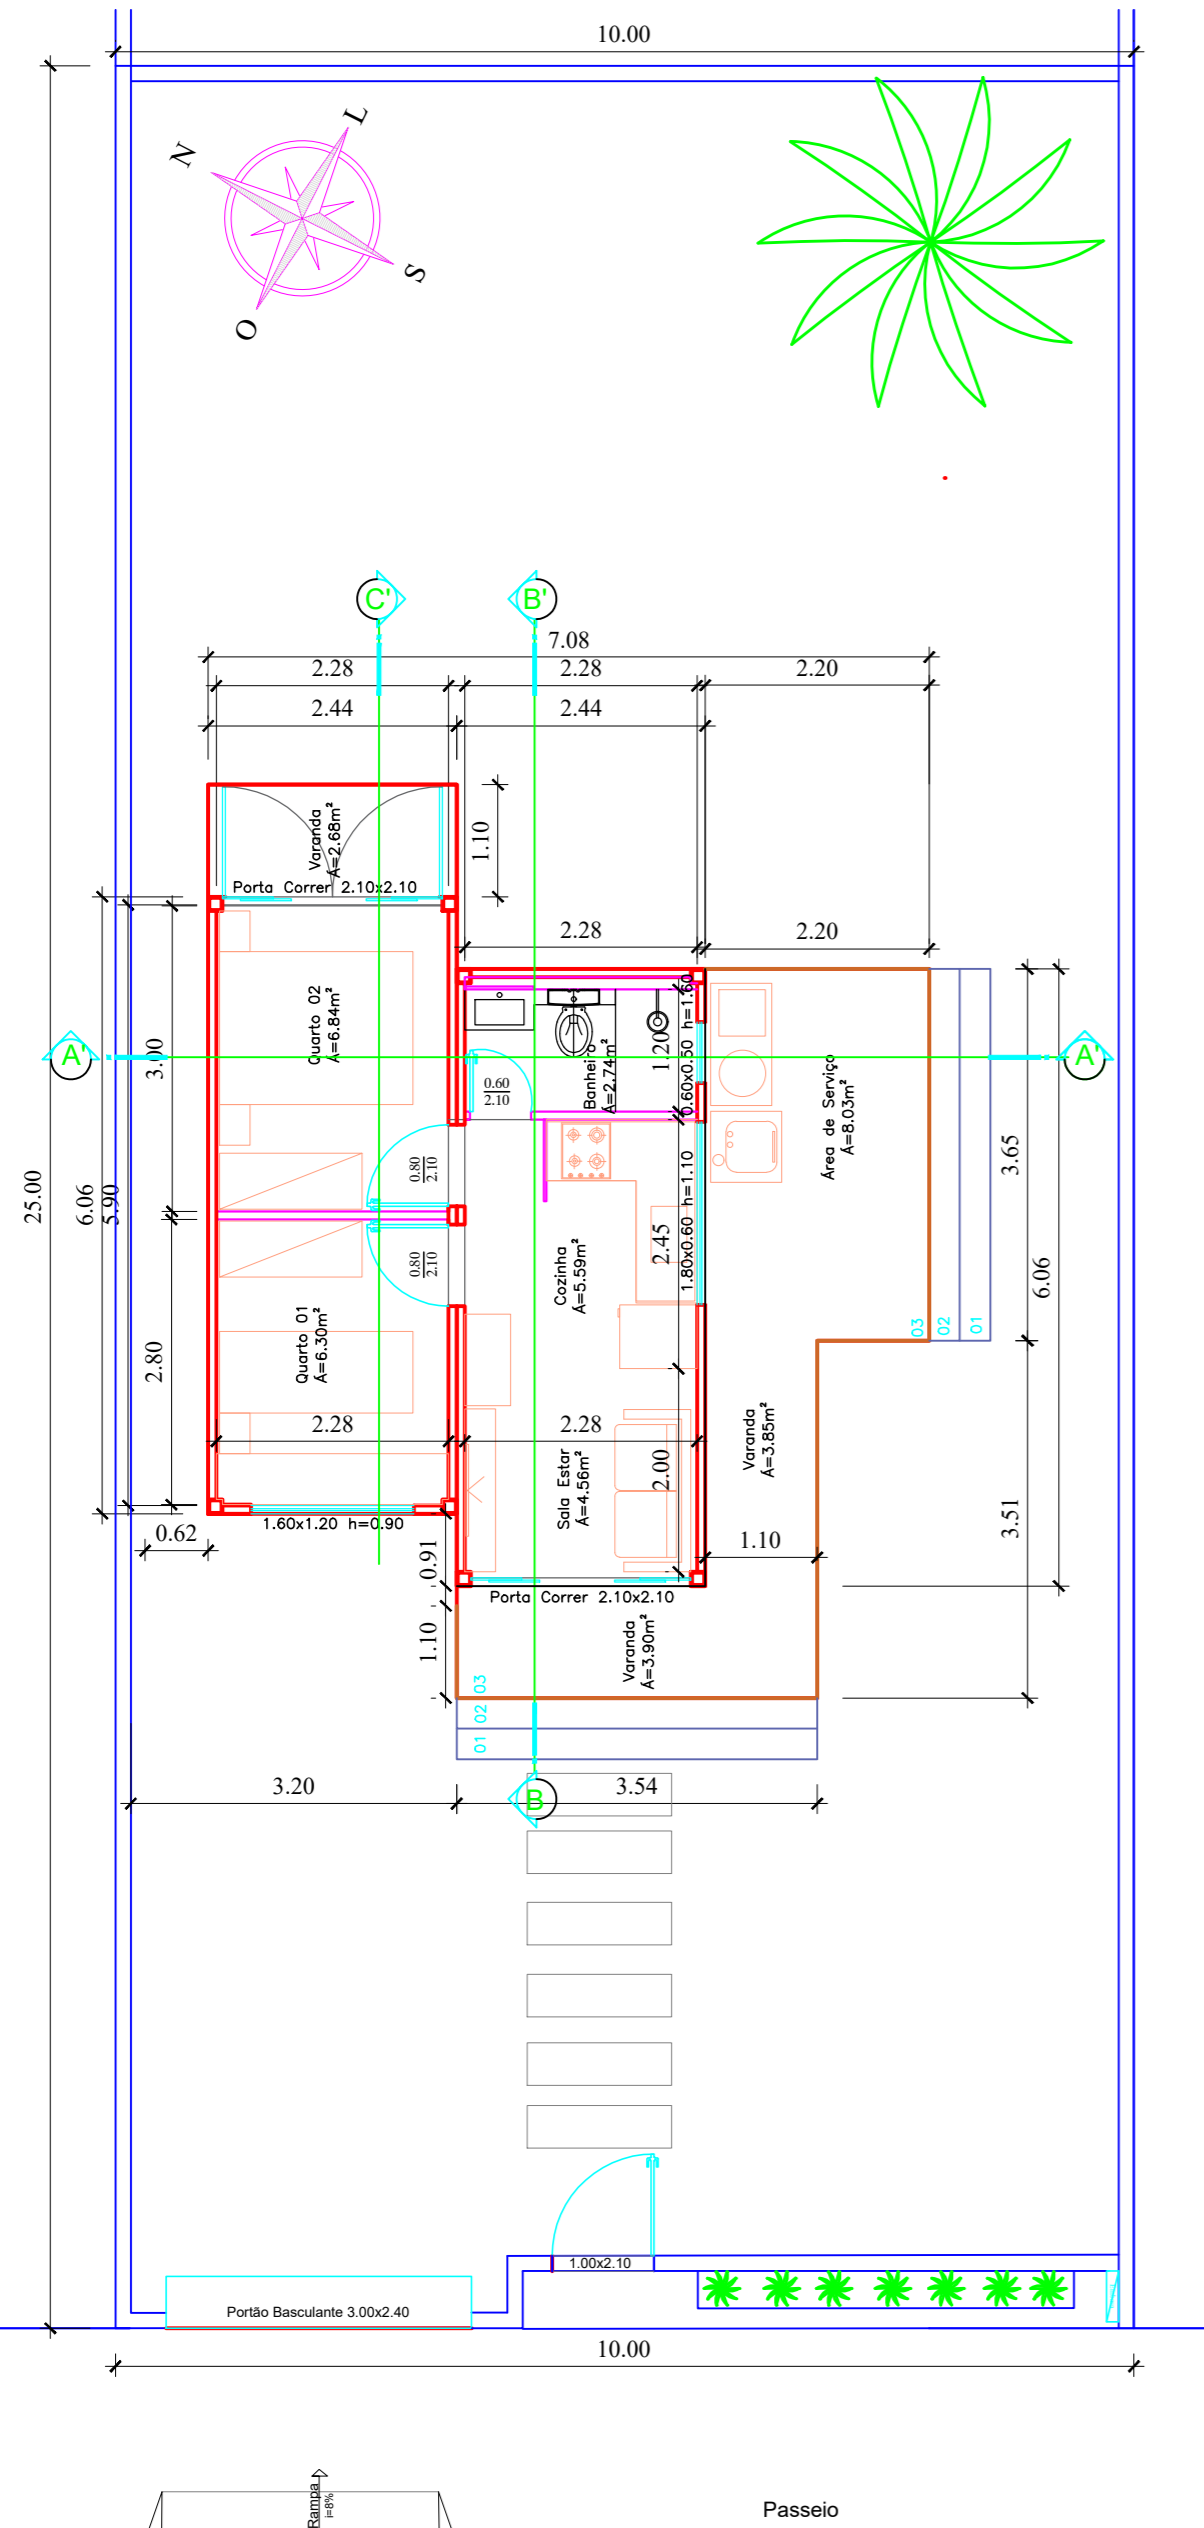 10.00
N
L
S
O
C'
B'
7.08
2.28
2.28
2.20
2.44
2.44
Varanda
Á=2.68m²
1.10
Porta Correr 2.10x2.10
2.28
2.20
Quarto 02
Á=6.84m²
3.00
A'
A'
0.60
2.10
Banheiro
Á=2.74m²
1.20
0.60x0.50 h=1.60
Área de Serviço
Á=8.03m²
3.65
25.00
6.06
5.90
0.80
2.10
0.80
2.10
Cozinha
Á=5.59m²
2.45
1.80x0.60 h=1.10
6.06
03
02
01
Quarto 01
Á=6.30m²
2.80
2.28
2.28
Sala Estar
Á=4.56m²
2.00
Varanda
Á=3.85m²
1.60x1.20 h=0.90
0.62
0.91
1.10
3.51
Porta Correr 2.10x2.10
1.10
Varanda
Á=3.90m²
03
02
01
3.20
B
3.54
1.00x2.10
Portão Basculante 3.00x2.40
10.00
Rampa
i=8%
Passeio